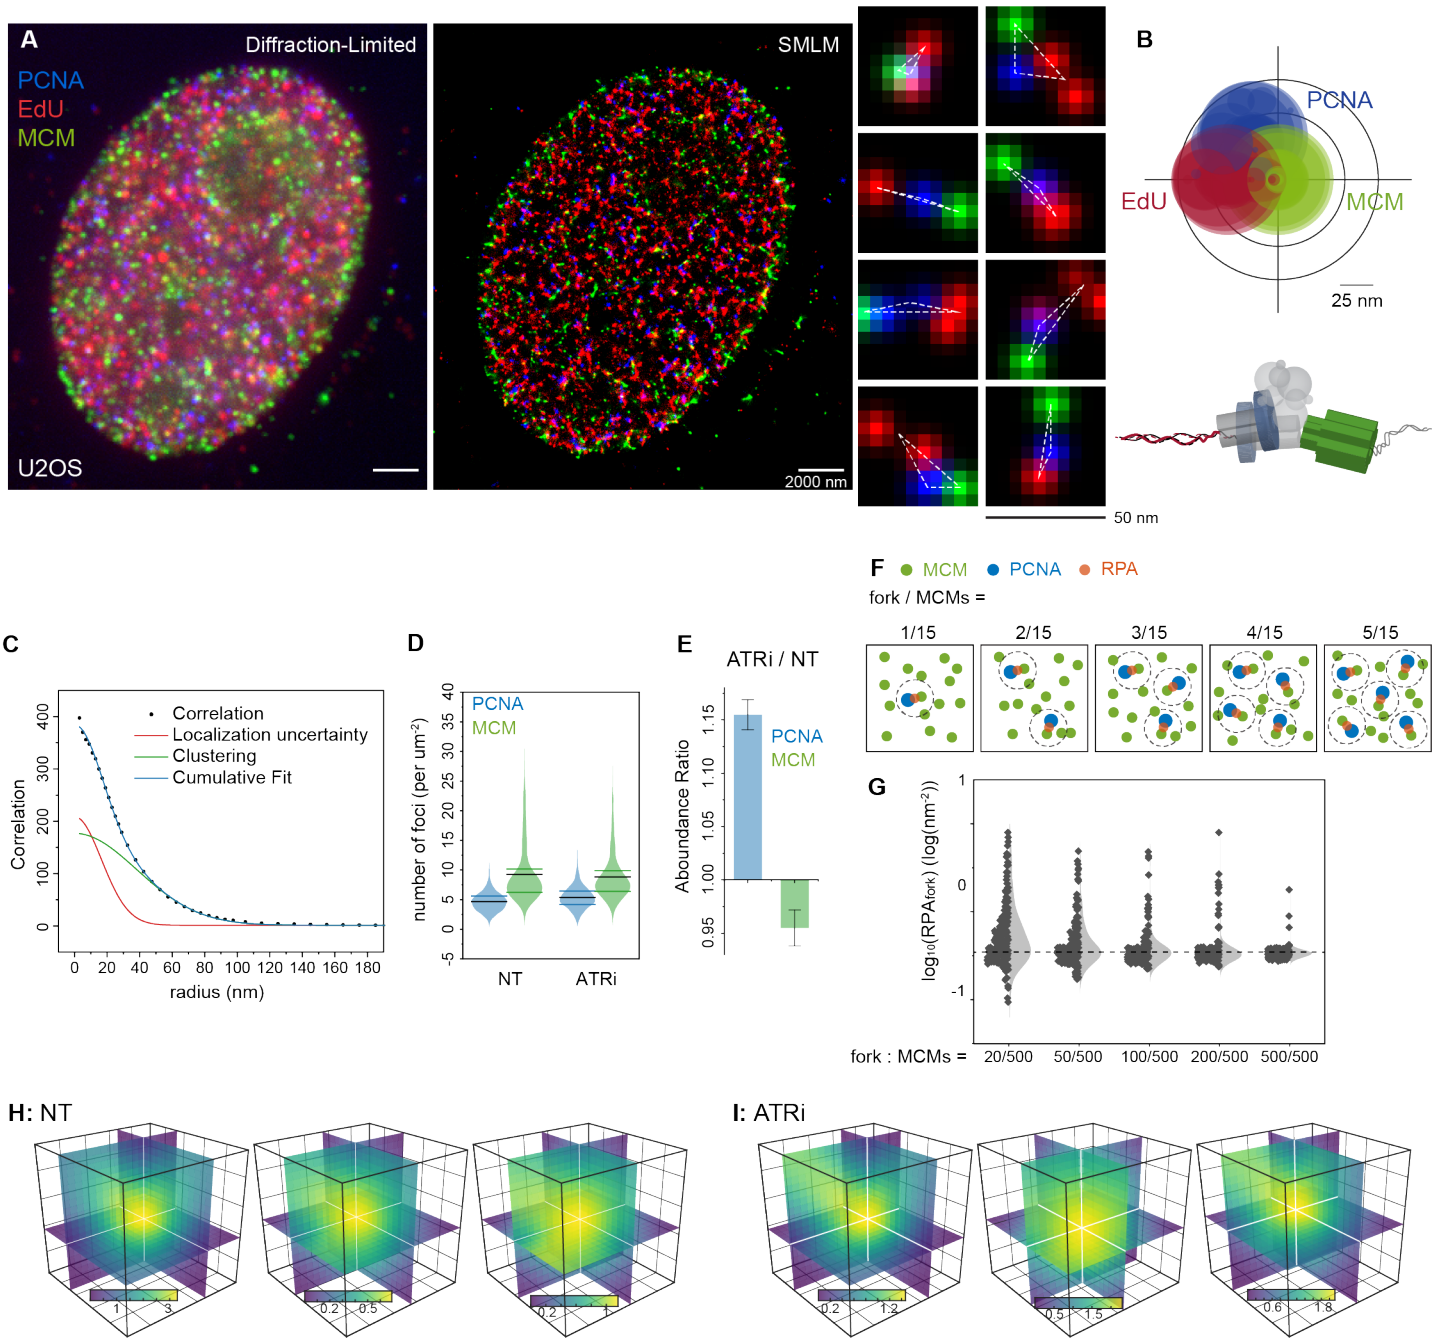 A
Diffraction-Limited
PCNA
EdU
MCM
U2OS
SMLM
2000 nm
50 nm
B
PCNA
EdU
MCM
25 nm
C
Correlation
400
300
200
100
0
Correlation
Localization uncertainty
Clustering
Cumulative Fit
0 20 40 60 80 100 120 140 160 180
radius (nm)
D
number of foci (per um-2)
40
35
30
25
20
15
10
5
0
-5
PCNA
MCM
NT ATRi
E
ATRi / NT
Aboundance Ratio
1.15
1.10
1.05
1.00
0.95
PCNA
MCM
F MCM PCNA RPA
fork / MCMs =
1/15 2/15 3/15 4/15 5/15
G
log10(RPAfork) (log(nm-2))
1
0
-1
fork : MCMs = 20/500 50/500 100/500 200/500 500/500
H: NT
1 3
0.2 0.5
0.2 1
I: ATRi
0.2 1.2
0.5 1.5
0.6 1.8